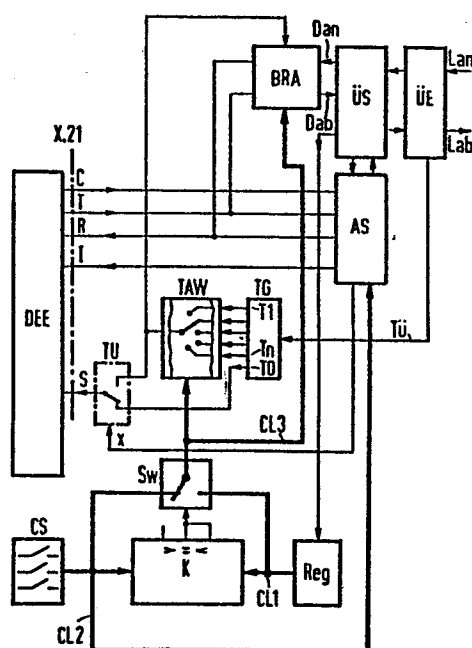 Dan
Lan
BRA
ÜS
ÜE
Dab
Lab
X.21
C
T
R
I
AS
DEE
TAW
TG
T1
Tn
T0
TU
S
x
Tü
CL3
Sw
CS
> = <
K
CL1
Reg
CL2